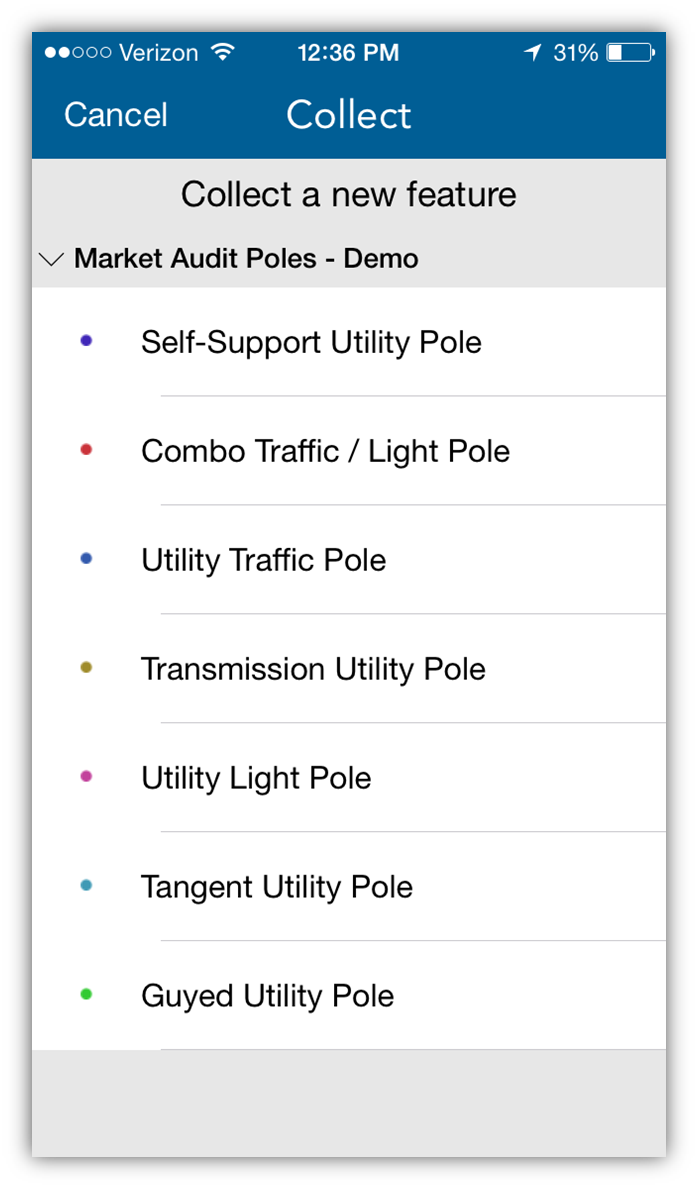 Verizon 12:36 PM 31%
Cancel Collect
Collect a new feature
Market Audit Poles - Demo
Self-Support Utility Pole
Combo Traffic / Light Pole
Utility Traffic Pole
Transmission Utility Pole
Utility Light Pole
Tangent Utility Pole
Guyed Utility Pole